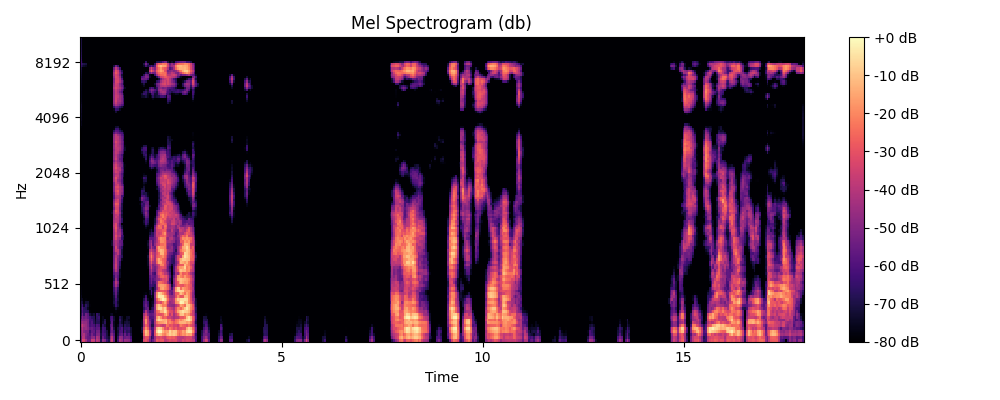 Mel Spectrogram (db)
Hz
8192
4096
2048
1024
512
0
0 5 10 15
Time
+0 dB
-10 dB
-20 dB
-30 dB
-40 dB
-50 dB
-60 dB
-70 dB
-80 dB